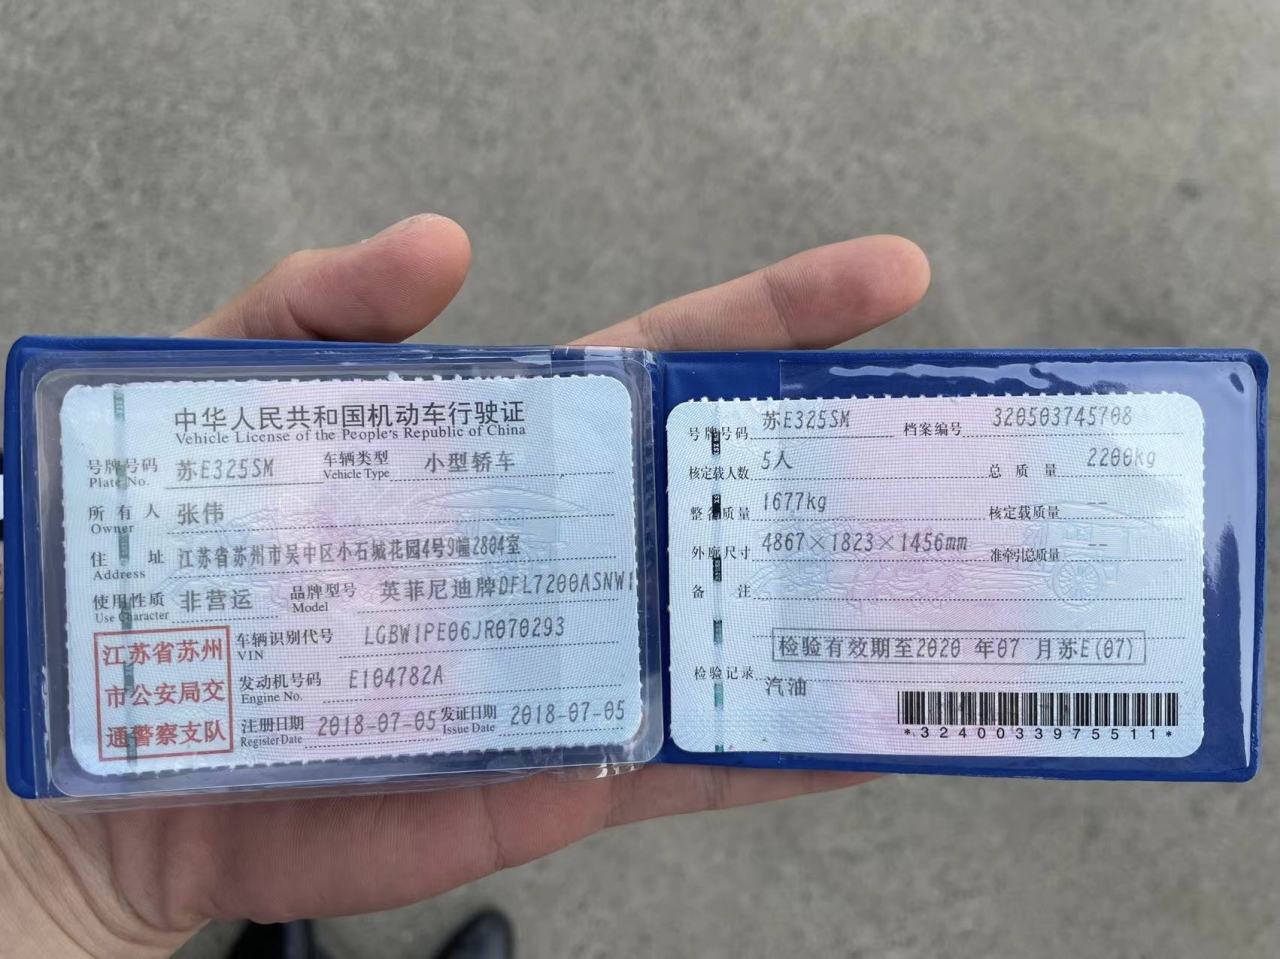 中华人民共和国机动车行驶证
Vehicle License of the People's Republic of China
号牌号码 苏E325SM 车辆类型 小型轿车
Plate No. Vehicle Type
所有人 张伟
Owner
住址 江苏省苏州市吴中区小石城花园4号9幢2804室
Address
使用性质 非营运 品牌型号 英菲尼迪牌DFL7200ASNW1
Use Character Model
江苏省苏州
市公安局交
通警察支队
车辆识别代号 LGBW1PE06JR070293
VIN
发动机号码 E104782A
Engine No.
注册日期 2018-07-05 发证日期 2018-07-05
Register Date Issue Date
号牌号码 苏E325SM 档案编号 320503745708
核定载人数 5人 总质量 2200kg
整备质量 1677kg 核定载质量 --
外廓尺寸 4867×1823×1456mm 准牵引总质量 --
备注
检验有效期至2020 年07 月苏E(07)
检验记录
汽油
*3240033975511*